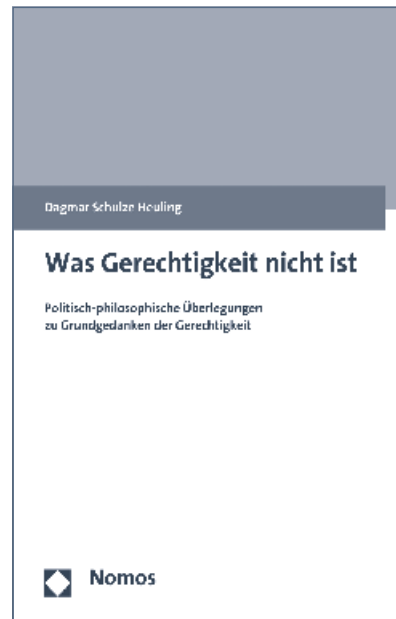 Dagmar Schulze Heuling
Was Gerechtigkeit nicht ist
Politisch-philosophische Überlegungen
zu Grundgedanken der Gerechtigkeit
Nomos